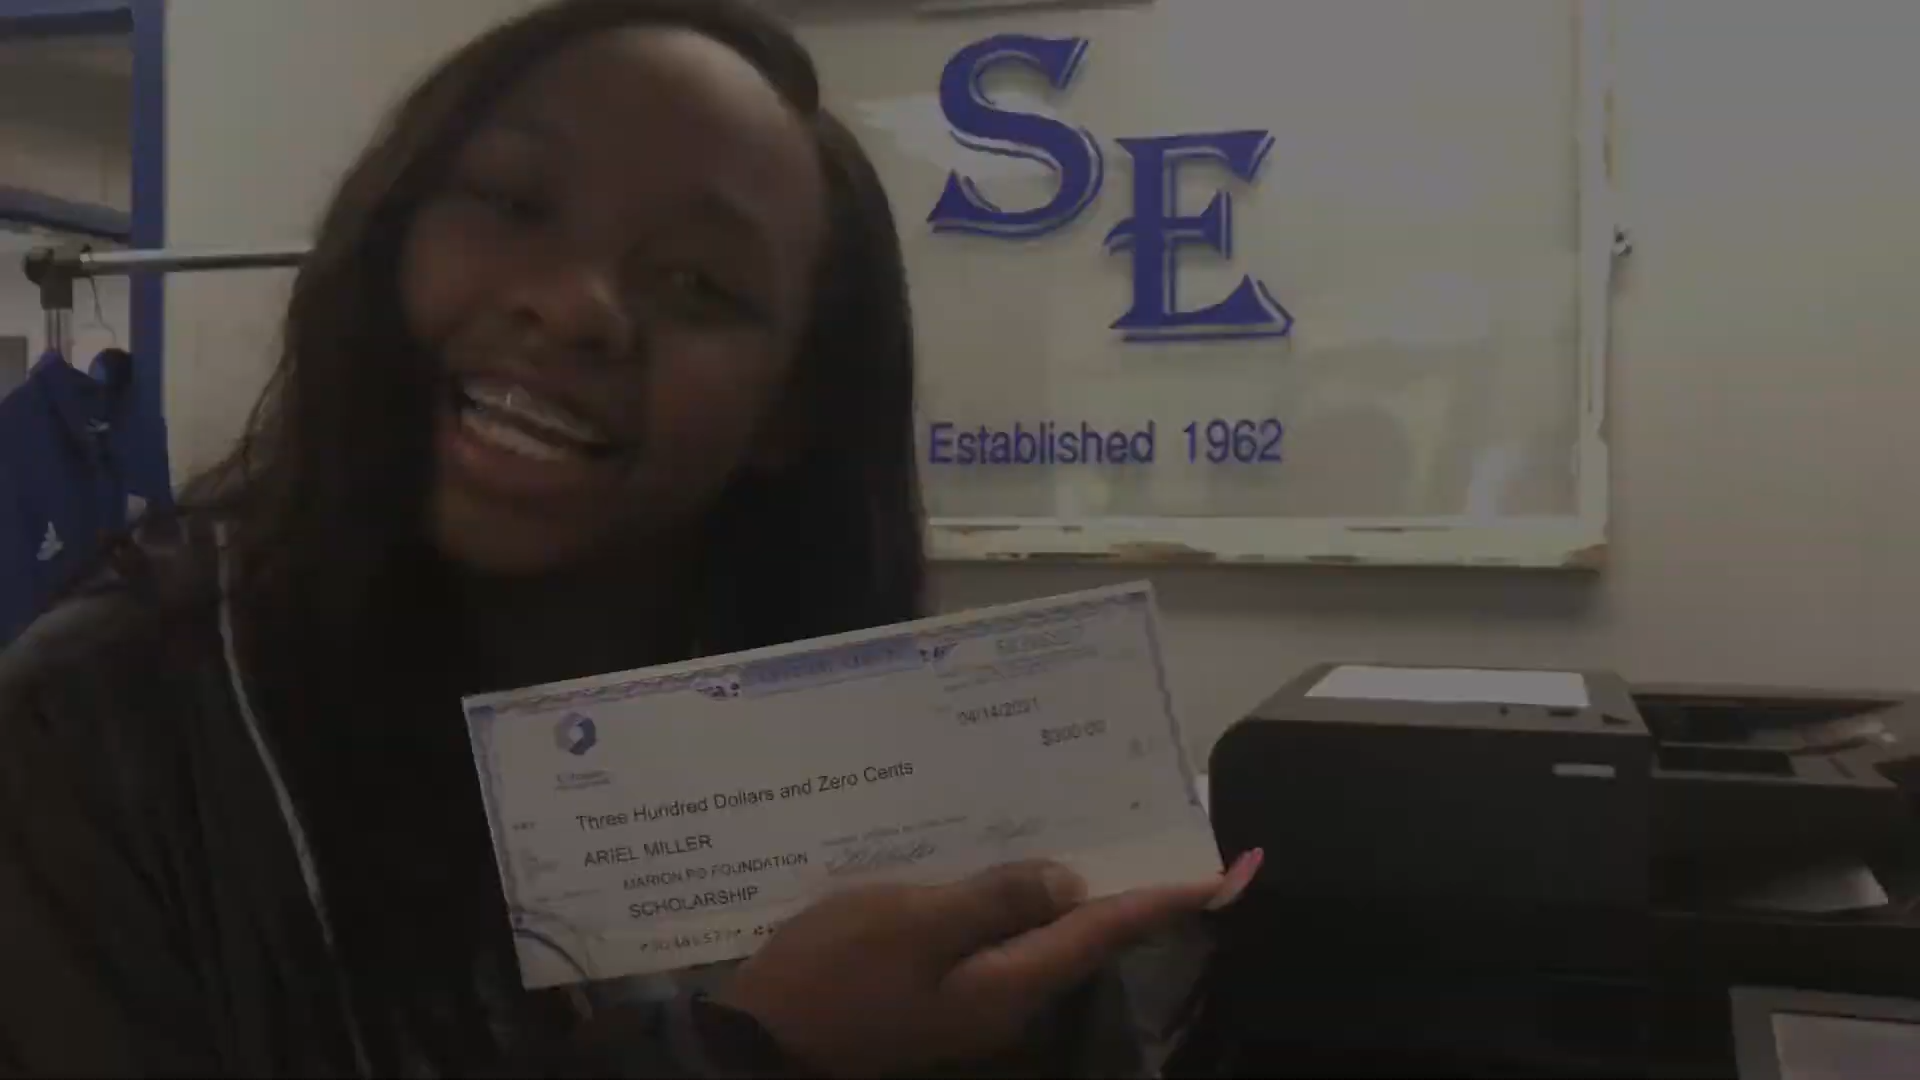 SE
Established 1962
04/14/2021
$300.00
Three Hundred Dollars and Zero Cents
ARIEL MILLER
MARION PD FOUNDATION
SCHOLARSHIP